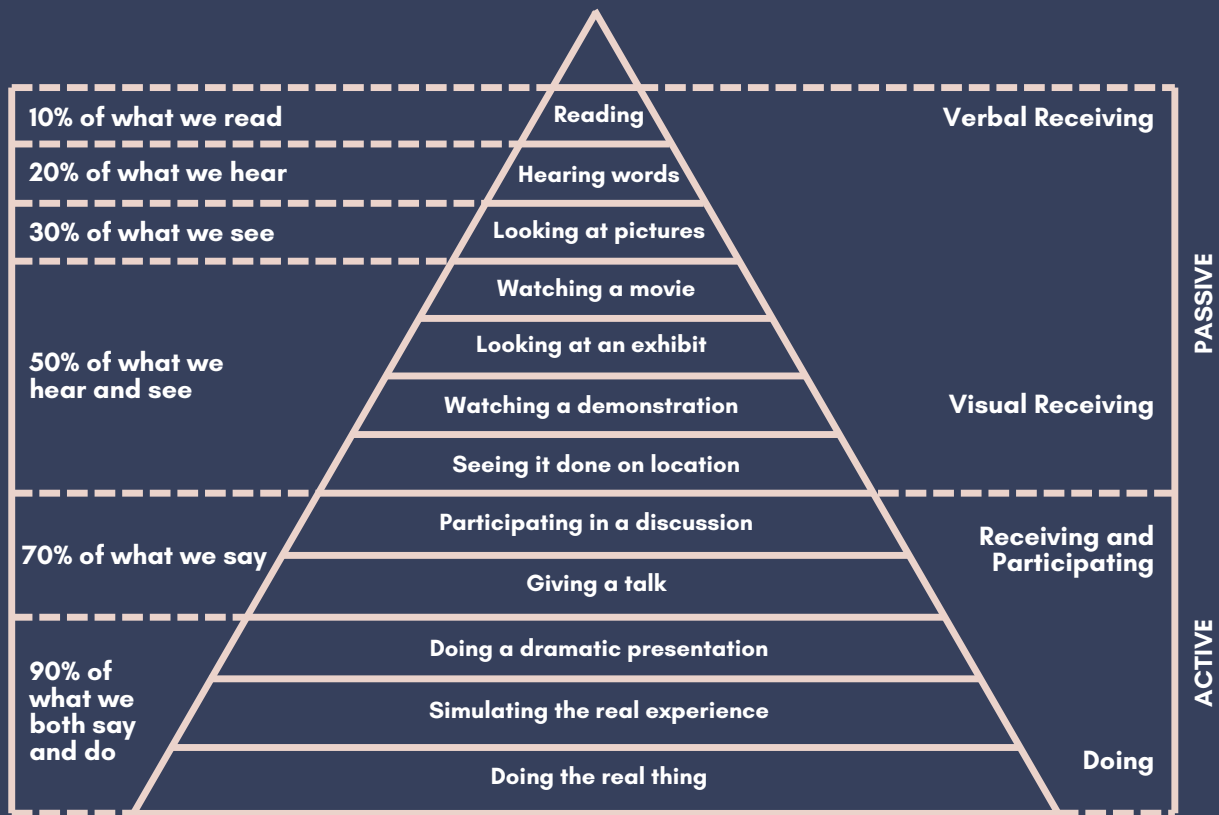 10% of what we read
Reading
Verbal Receiving
20% of what we hear
Hearing words
30% of what we see
Looking at pictures
Watching a movie
Looking at an exhibit
50% of what we
hear and see
Watching a demonstration
Visual Receiving
Seeing it done on location
PASSIVE
Participating in a discussion
Receiving and
Participating
70% of what we say
Giving a talk
Doing a dramatic presentation
90% of
what we
both say
and do
Simulating the real experience
Doing the real thing
Doing
ACTIVE